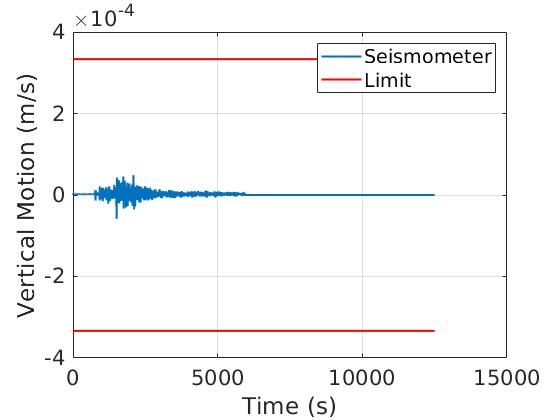 ×10⁻⁴
4
2
0
-2
-4
Vertical Motion (m/s)
Seismometer
Limit
0
5000
10000
15000
Time (s)